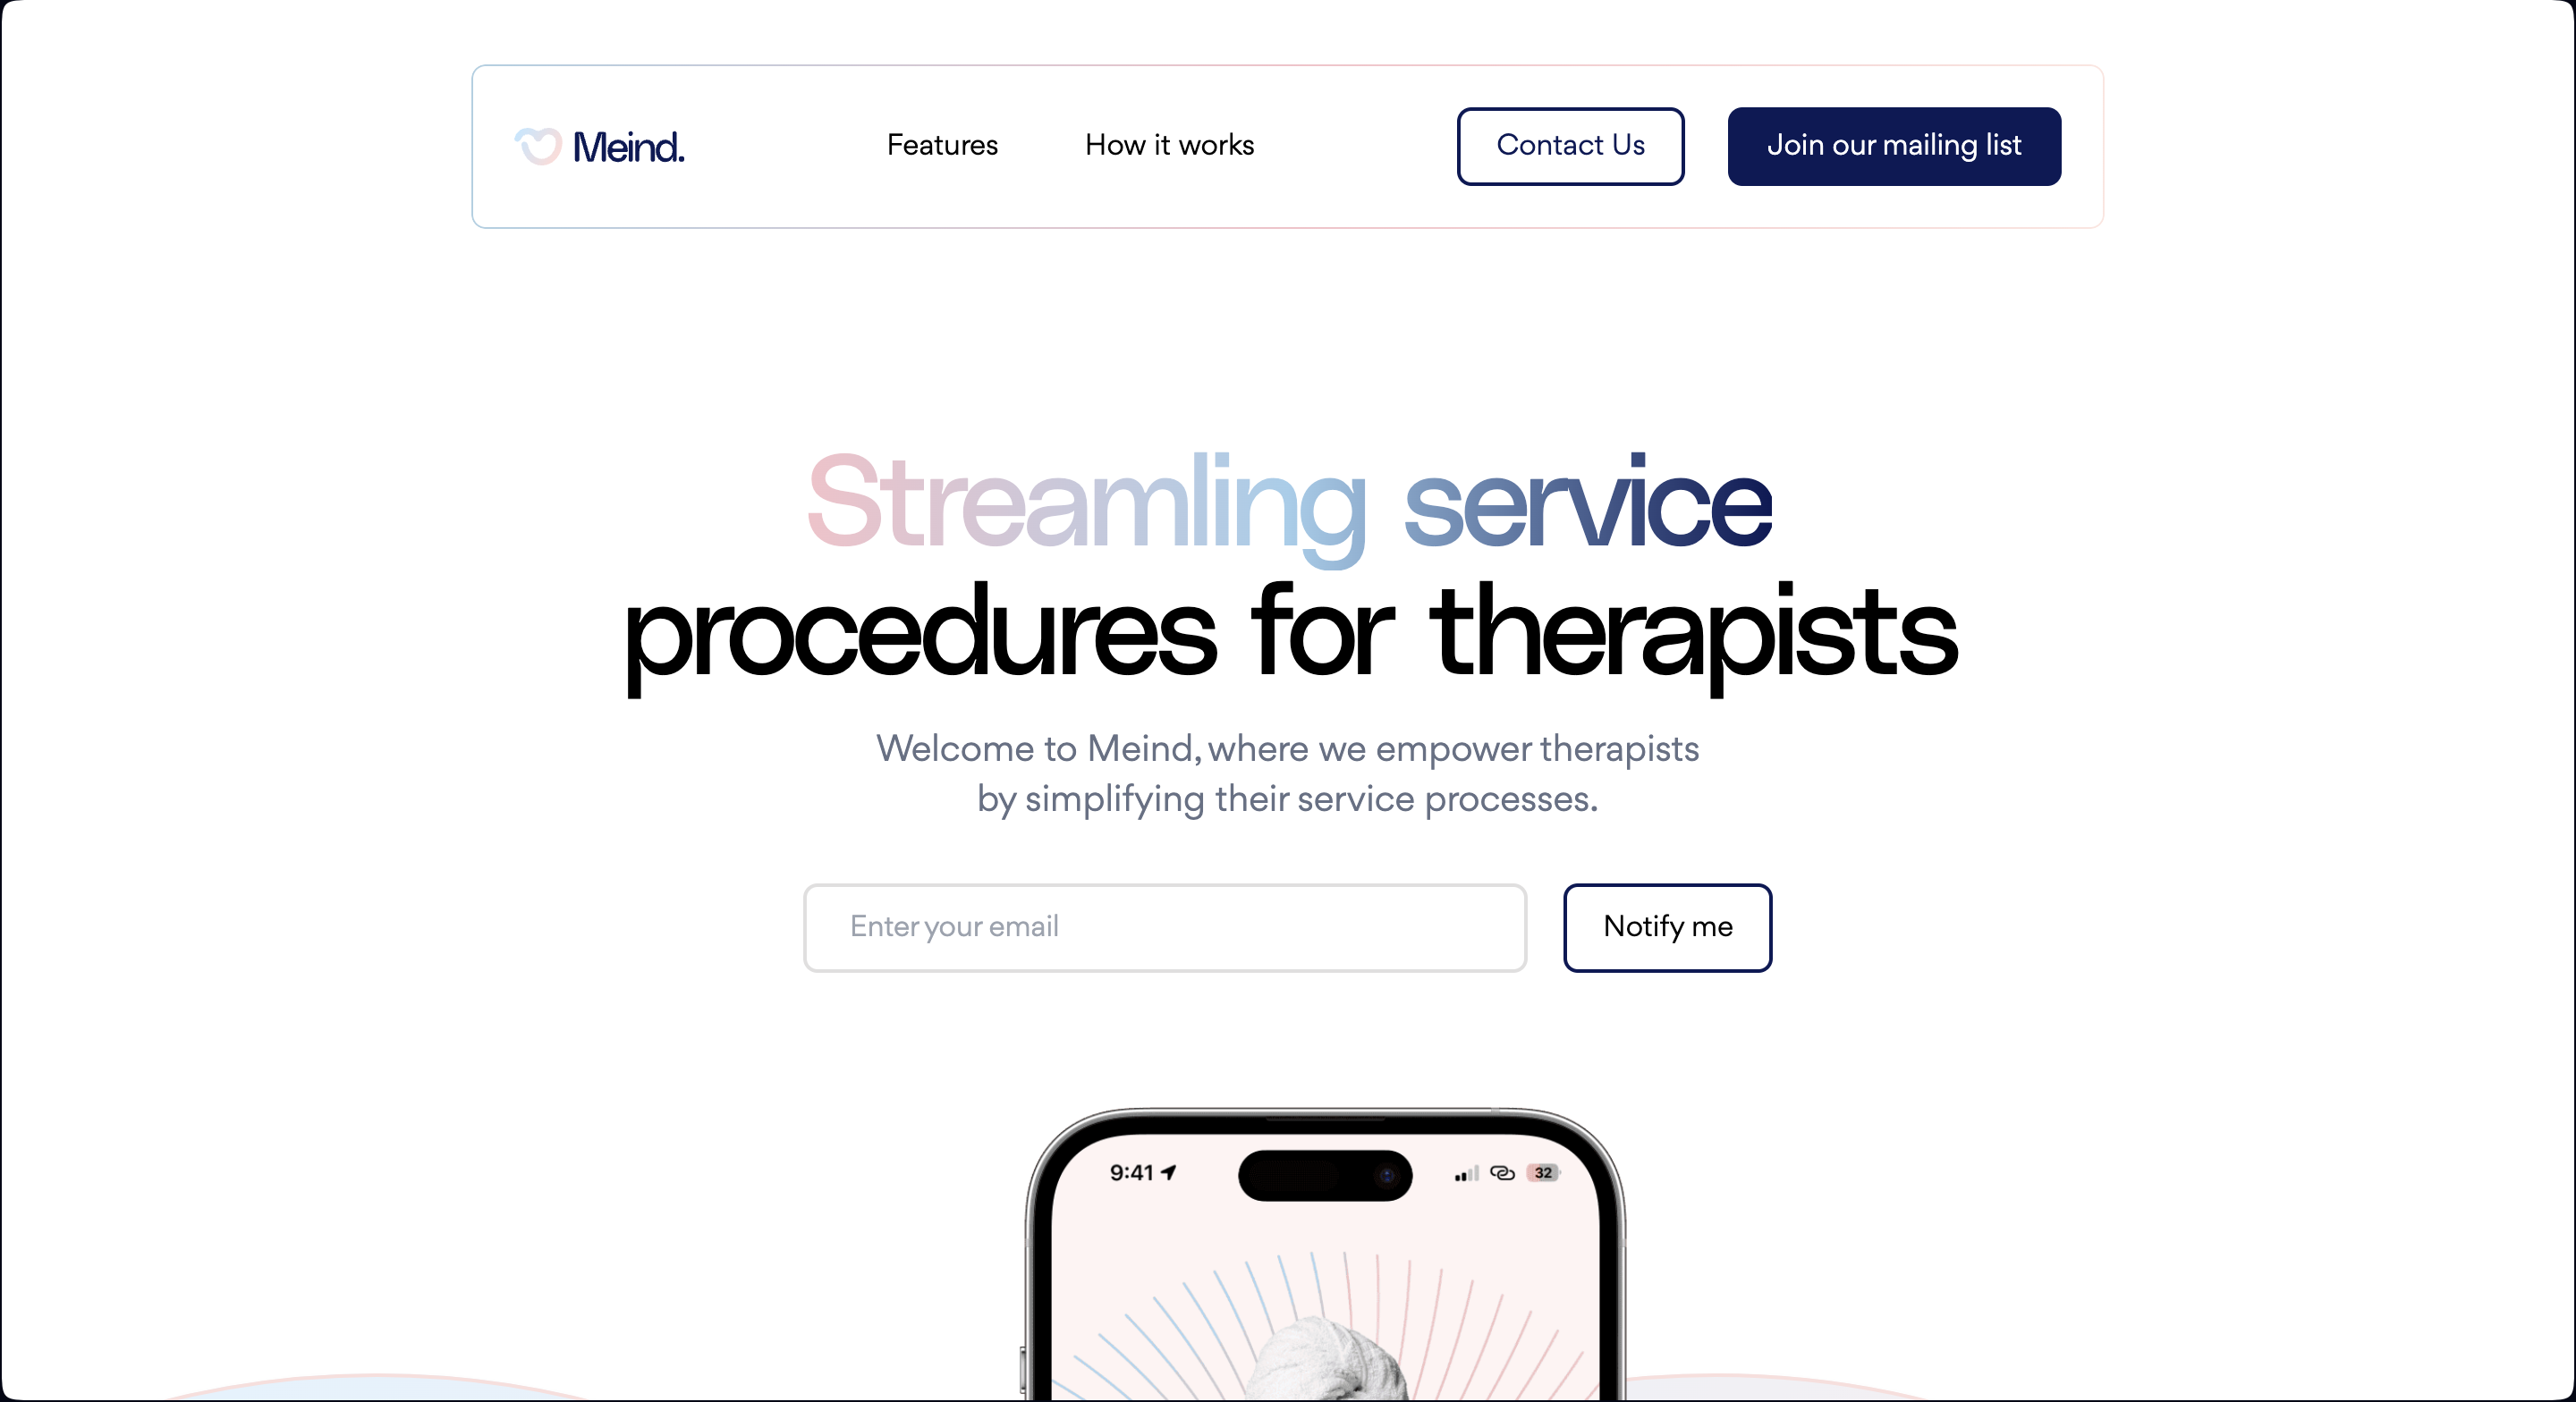 Meind.
Features
How it works
Contact Us
Join our mailing list
Streamling service
procedures for therapists
Welcome to Meind, where we empower therapists
by simplifying their service processes.
Enter your email
Notify me
9:41
32